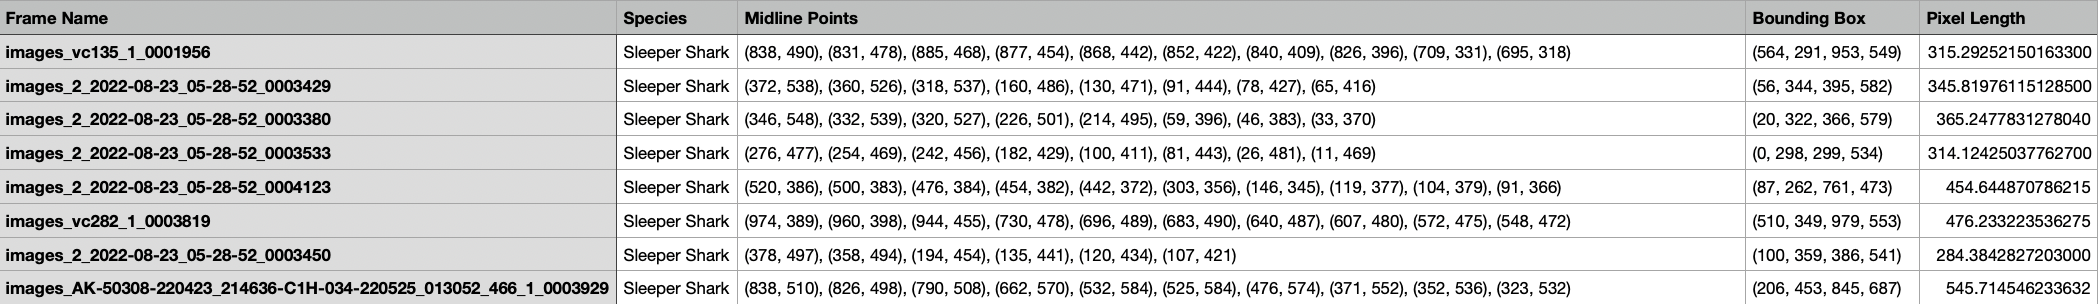 Frame Name Species Midline Points Bounding Box Pixel Length
images_vc135_1_0001956 Sleeper Shark (838, 490), (831, 478), (885, 468), (877, 454), (868, 442), (852, 422), (840, 409), (826, 396), (709, 331), (695, 318) (564, 291, 953, 549) 315.29252150163300
images_2_2022-08-23_05-28-52_0003429 Sleeper Shark (372, 538), (360, 526), (318, 537), (160, 486), (130, 471), (91, 444), (78, 427), (65, 416) (56, 344, 395, 582) 345.81976115128500
images_2_2022-08-23_05-28-52_0003380 Sleeper Shark (346, 548), (332, 539), (320, 527), (226, 501), (214, 495), (59, 396), (46, 383), (33, 370) (20, 322, 366, 579) 365.2477831278040
images_2_2022-08-23_05-28-52_0003533 Sleeper Shark (276, 477), (254, 469), (242, 456), (182, 429), (100, 411), (81, 443), (26, 481), (11, 469) (0, 298, 299, 534) 314.12425037762700
images_2_2022-08-23_05-28-52_0004123 Sleeper Shark (520, 386), (500, 383), (476, 384), (454, 382), (442, 372), (303, 356), (146, 345), (119, 377), (104, 379), (91, 366) (87, 262, 761, 473) 454.644870786215
images_vc282_1_0003819 Sleeper Shark (974, 389), (960, 398), (944, 455), (730, 478), (696, 489), (683, 490), (640, 487), (607, 480), (572, 475), (548, 472) (510, 349, 979, 553) 476.233223536275
images_2_2022-08-23_05-28-52_0003450 Sleeper Shark (378, 497), (358, 494), (194, 454), (135, 441), (120, 434), (107, 421) (100, 359, 386, 541) 284.3842827203000
images_AK-50308-220423_214636-C1H-034-220525_013052_466_1_0003929 Sleeper Shark (838, 510), (826, 498), (790, 508), (662, 570), (532, 584), (525, 584), (476, 574), (371, 552), (352, 536), (323, 532) (206, 453, 845, 687) 545.714546233632